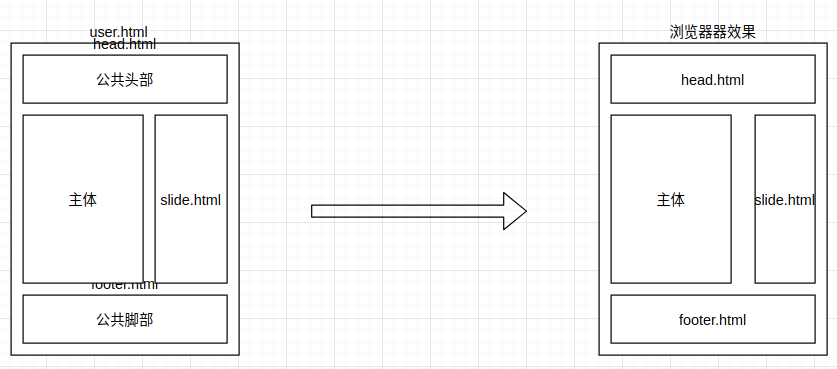 user.html
head.html
公共头部
主体
slide.html
footer.html
公共脚部
浏览器器效果
head.html
主体
slide.html
footer.html